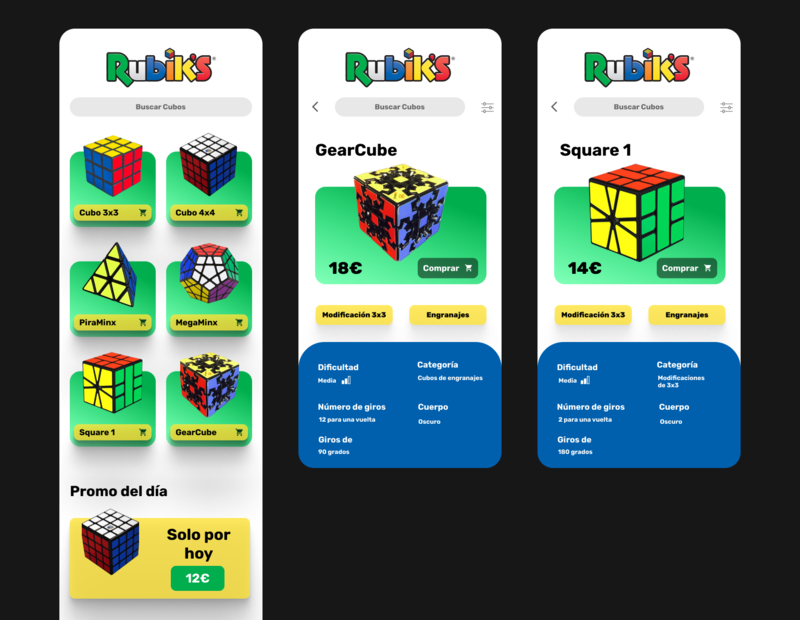 Rubik's®
Buscar Cubos
Cubo 3x3
Cubo 4x4
PiraMinx
MegaMinx
Square 1
GearCube
Promo del día
Solo por
hoy
12€
Rubik's®
Buscar Cubos
GearCube
18€
Comprar
Modificación 3x3
Engranajes
Dificultad
Media
Categoría
Cubos de engranajes
Número de giros
12 para una vuelta
Cuerpo
Oscuro
Giros de
90 grados
Rubik's®
Buscar Cubos
Square 1
14€
Comprar
Modificación 3x3
Engranajes
Dificultad
Media
Categoría
Modificaciones
de 3x3
Número de giros
2 para una vuelta
Cuerpo
Oscuro
Giros de
180 grados